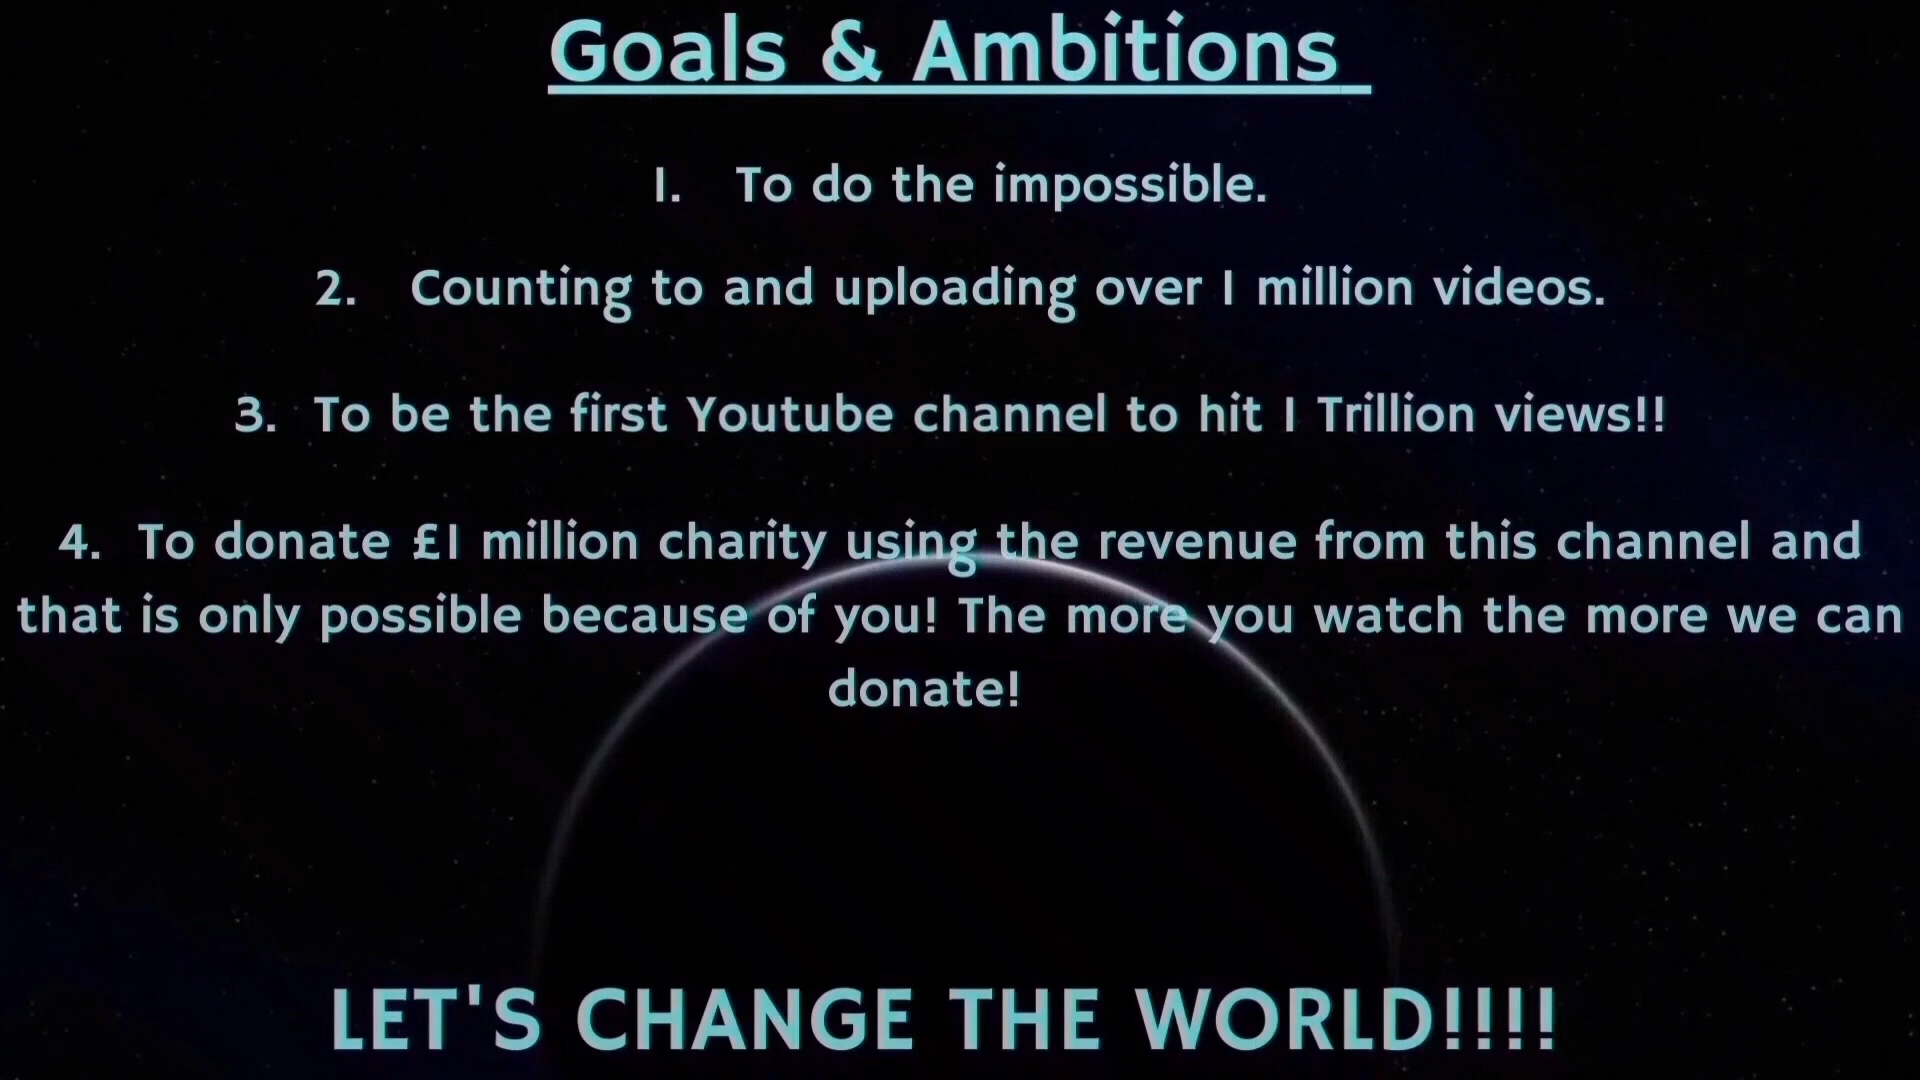 Goals & Ambitions
1. To do the impossible.
2. Counting to and uploading over 1 million videos.
3. To be the first Youtube channel to hit 1 Trillion views!!
4. To donate £1 million charity using the revenue from this channel and
that is only possible because of you! The more you watch the more we can
donate!
LET'S CHANGE THE WORLD!!!!